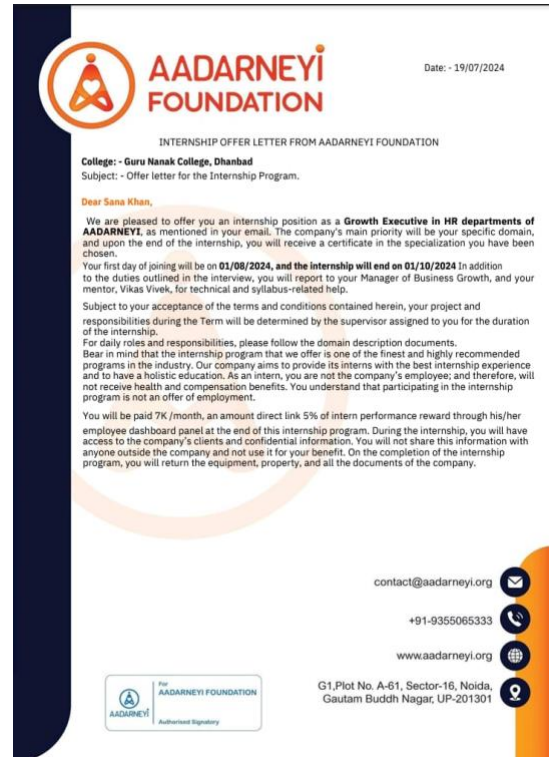 AADARNEYI
FOUNDATION
Date: - 19/07/2024
INTERNSHIP OFFER LETTER FROM AADARNEYI FOUNDATION
College: - Guru Nanak College, Dhanbad
Subject: - Offer letter for the Internship Program.
Dear Sana Khan,
We are pleased to offer you an internship position as a Growth Executive in HR departments of
AADARNEYI, as mentioned in your email. The company's main priority will be your specific domain,
and upon the end of the internship, you will receive a certificate in the specialization you have been
chosen.
Your first day of joining will be on 01/08/2024, and the internship will end on 01/10/2024 In addition
to the duties outlined in the interview, you will report to your Manager of Business Growth, and your
mentor, Vikas Vivek, for technical and syllabus-related help.
Subject to your acceptance of the terms and conditions contained herein, your project and
responsibilities during the Term will be determined by the supervisor assigned to you for the duration
of the internship.
For daily roles and responsibilities, please follow the domain description documents.
Bear in mind that the internship program that we offer is one of the finest and highly recommended
programs in the industry. Our company aims to provide its interns with the best internship experience
and to have a holistic education. As an intern, you are not the company's employee; and therefore, will
not receive health and compensation benefits. You understand that participating in the internship
program is not an offer of employment.
You will be paid 7K /month, an amount direct link 5% of intern performance reward through his/her
employee dashboard panel at the end of this internship program. During the internship, you will have
access to the company's clients and confidential information. You will not share this information with
anyone outside the company and not use it for your benefit. On the completion of the internship
program, you will return the equipment, property, and all the documents of the company.
contact@aadarneyi.org
+91-9355065333
www.aadarneyi.org
G1,Plot No. A-61, Sector-16, Noida,
Gautam Buddh Nagar, UP-201301
For
AADARNEYI FOUNDATION
AADARNEYI
Authorised Signatory